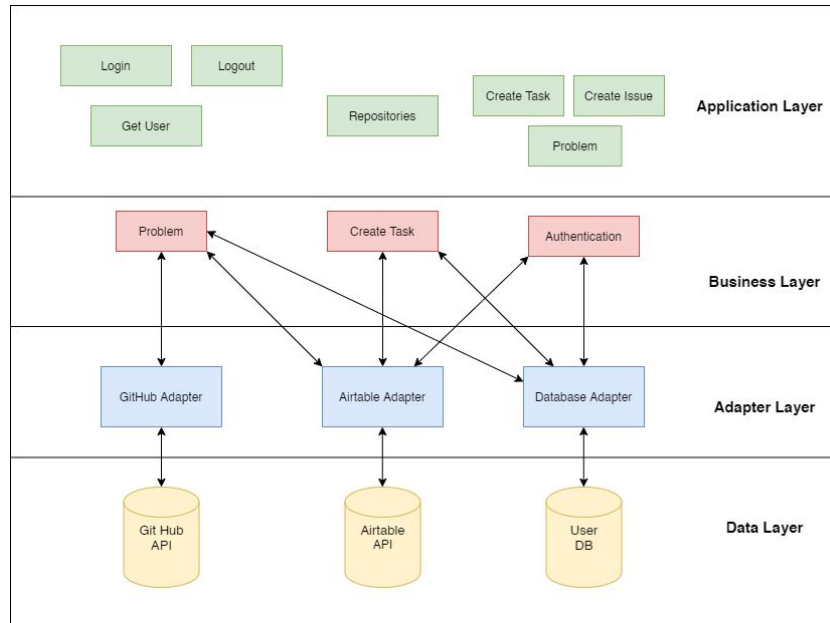 Login
Logout
Get User
Repositories
Create Task
Create Issue
Problem
Application Layer
Problem
Create Task
Authentication
Business Layer
GitHub Adapter
Airtable Adapter
Database Adapter
Adapter Layer
Git Hub
API
Airtable
API
User
DB
Data Layer